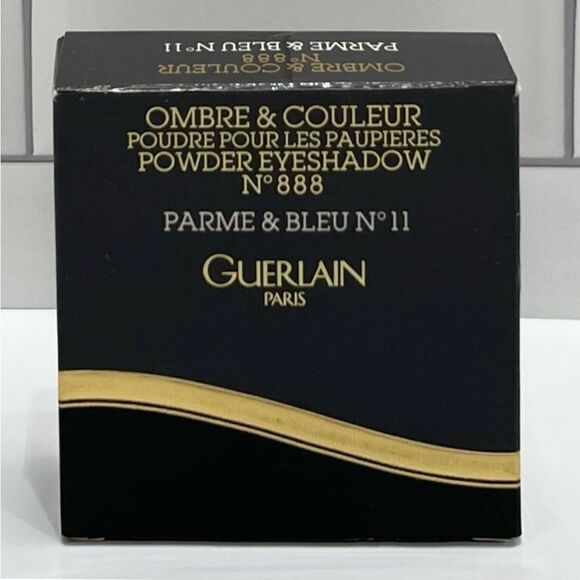 PARME & BLEU N°11
OMBRE & COULEUR
N°888
OMBRE & COULEUR
POUDRE POUR LES PAUPIERES
POWDER EYESHADOW
N°888
PARME & BLEU N°11
GUERLAIN
PARIS